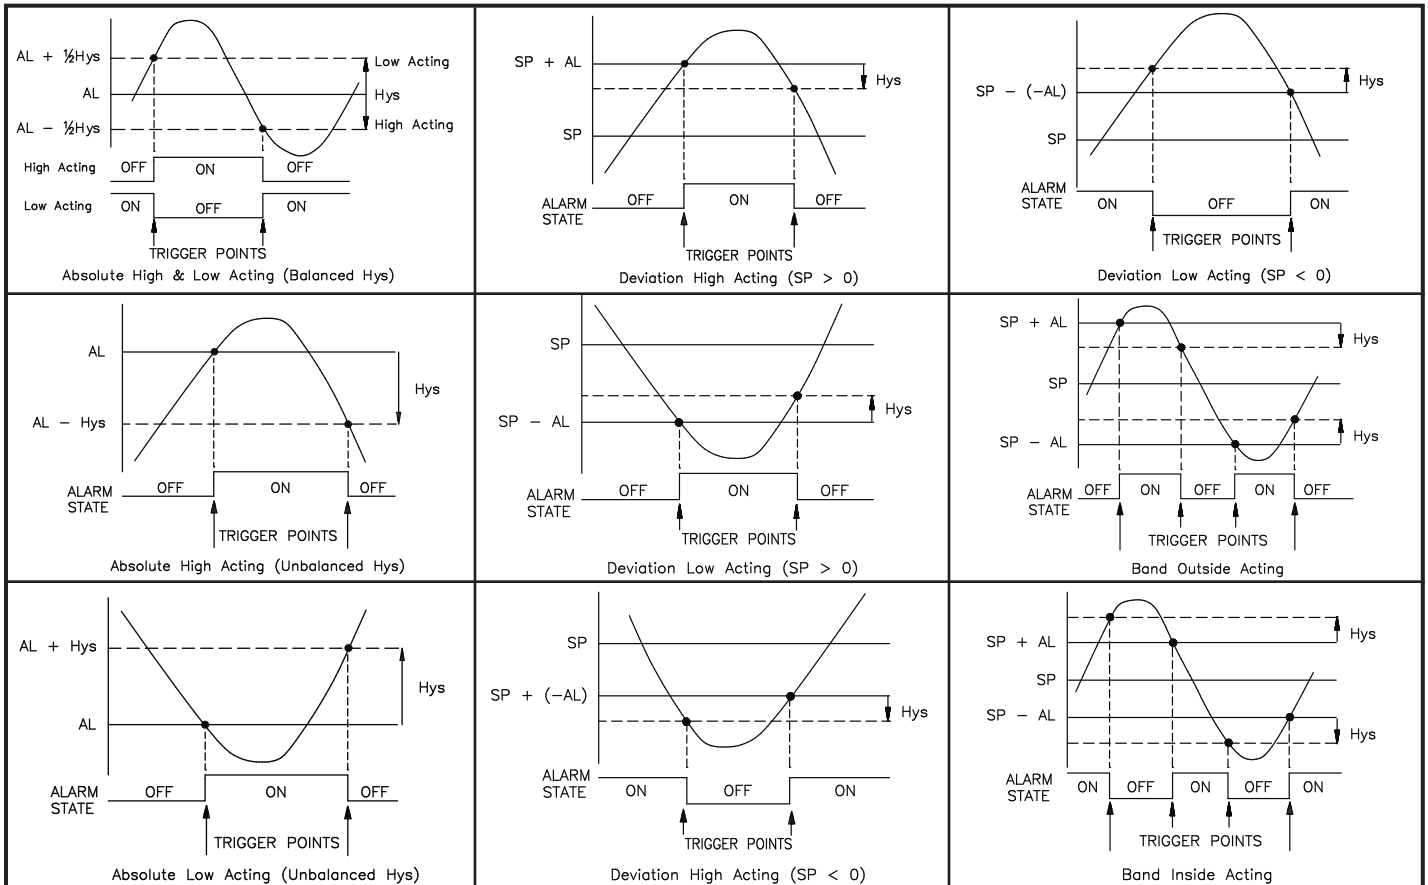 AL + ½Hys
Low Acting
AL
Hys
AL − ½Hys
High Acting
High Acting
OFF
ON
OFF
Low Acting
ON
OFF
ON
TRIGGER POINTS
Absolute High & Low Acting (Balanced Hys)
SP + AL
Hys
SP
ALARM
STATE
OFF
ON
OFF
TRIGGER POINTS
Deviation High Acting (SP > 0)
Hys
SP − (−AL)
SP
ALARM
STATE
ON
OFF
ON
TRIGGER POINTS
Deviation Low Acting (SP < 0)
AL
Hys
AL − Hys
ALARM
STATE
OFF
ON
OFF
TRIGGER POINTS
Absolute High Acting (Unbalanced Hys)
SP
Hys
SP − AL
ALARM
STATE
OFF
ON
OFF
TRIGGER POINTS
Deviation Low Acting (SP > 0)
SP + AL
Hys
SP
SP − AL
Hys
ALARM
STATE
OFF
ON
OFF
ON
OFF
TRIGGER POINTS
Band Outside Acting
AL + Hys
Hys
AL
ALARM
STATE
OFF
ON
OFF
TRIGGER POINTS
Absolute Low Acting (Unbalanced Hys)
SP
SP + (−AL)
Hys
ALARM
STATE
ON
OFF
ON
TRIGGER POINTS
Deviation High Acting (SP < 0)
Hys
SP + AL
SP
SP − AL
Hys
ALARM
STATE
ON
OFF
ON
OFF
ON
TRIGGER POINTS
Band Inside Acting